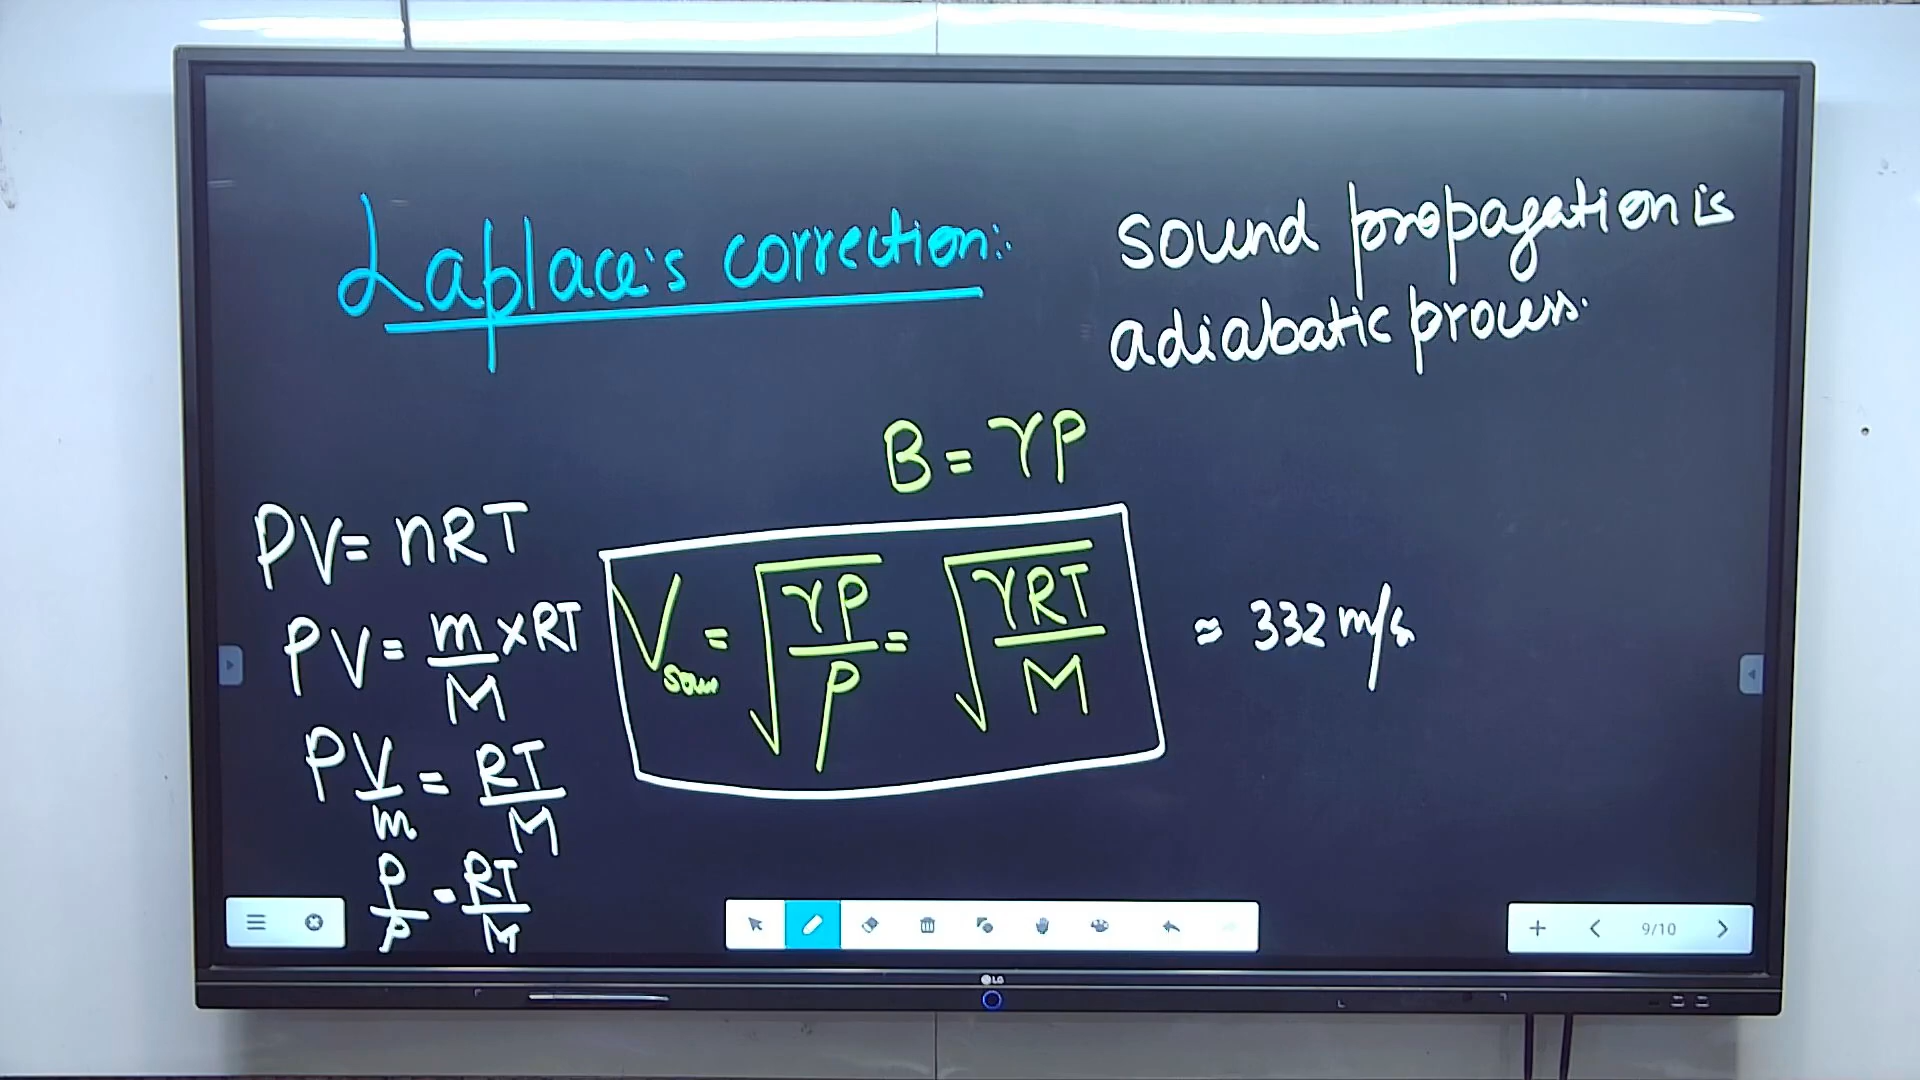 Laplace's correction:
sound propagation is
adiabatic process.
B = γP
PV = nRT
PV = m/M × RT
P V/m = RT/M
P/ρ = RT/M
V = √(γP/ρ) = √(γRT/M) ≈ 332 m/s
9/10
LG